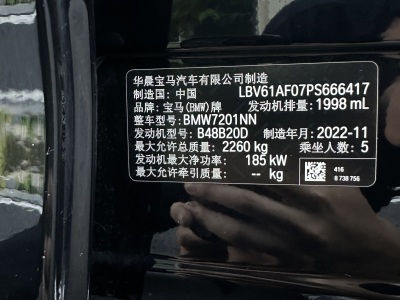 华晨宝马汽车有限公司制造
制造国: 中国 LBV61AF07PS666417
品牌: 宝马(BMW)牌 发动机排量: 1998 mL
整车型号: BMW7201NN
发动机型号: B48B20D 制造年月: 2022-11
最大允许总质量: 2260 kg 乘坐人数: 5
最大净功率: 185 kW
最大允许牵引质量: -- kg
416
8 738 756